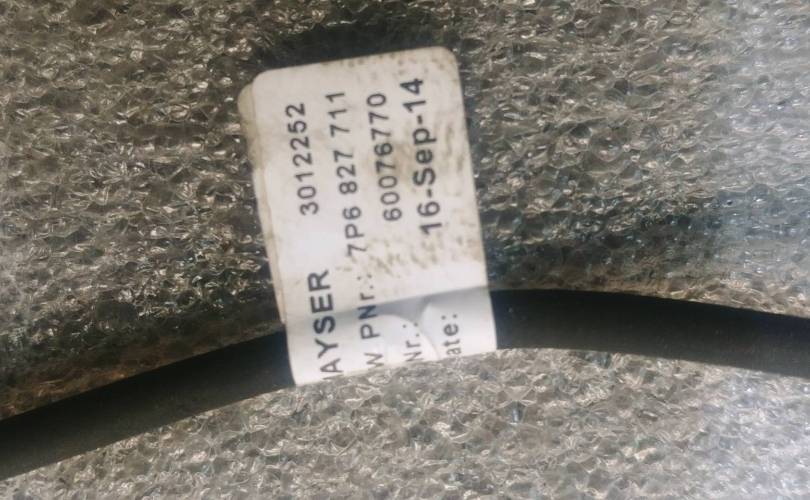 AYSER 3012252
W PNr.: 7P6 827 711
Nr.: 60076770
ate: 16-Sep-14